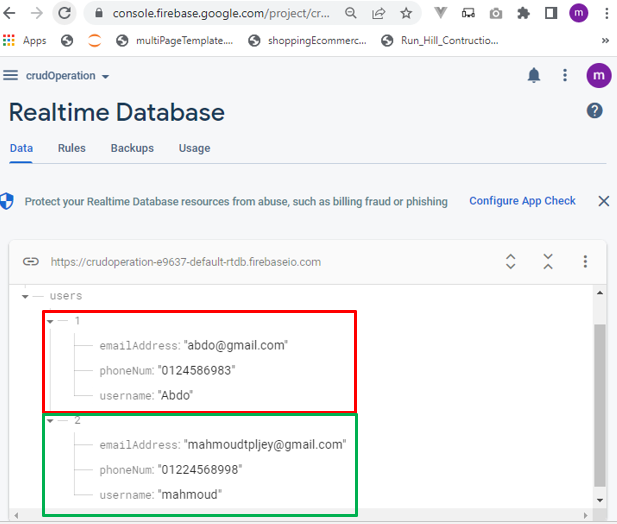 console.firebase.google.com/project/cr...
Apps multiPageTemplate.... shoppingEcommerc... Run_Hill_Contructio... »
crudOperation
m
Realtime Database
Data Rules Backups Usage
Protect your Realtime Database resources from abuse, such as billing fraud or phishing Configure App Check
https://crudoperation-e9637-default-rtdb.firebaseio.com
users
1
emailAddress: "abdo@gmail.com"
phoneNum: "0124586983"
username: "Abdo"
2
emailAddress: "mahmoudtpljey@gmail.com"
phoneNum: "01224568998"
username: "mahmoud"